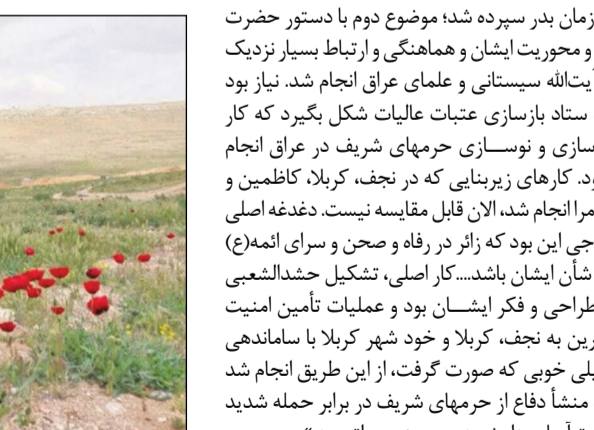 زمان بدر سپرده شد؛ موضوع دوم با دستور حضرت
و محوریت ایشان و هماهنگی و ارتباط بسیار نزدیک
یت‌الله سیستانی و علمای عراق انجام شد. نیاز بود
ستاد بازسازی عتبات عالیات شکل بگیرد که کار
سازی و نوســازی حرمهای شریف در عراق انجام
ود. کارهای زیربنایی که در نجف، کربلا، کاظمین و
مرا انجام شد، الان قابل مقایسه نیست. دغدغه اصلی
جی این بود که زائر در رفاه و صحن و سرای ائمه(ع)
شأن ایشان باشد....کار اصلی، تشکیل حشدالشعبی
طراحی و فکر ایشــان بود و عملیات تأمین امنیت
رین به نجف، کربلا و خود شهر کربلا با ساماندهی
یلی خوبی که صورت گرفت، از این طریق انجام شد
منشأ دفاع از حرمهای شریف در برابر حمله شدید